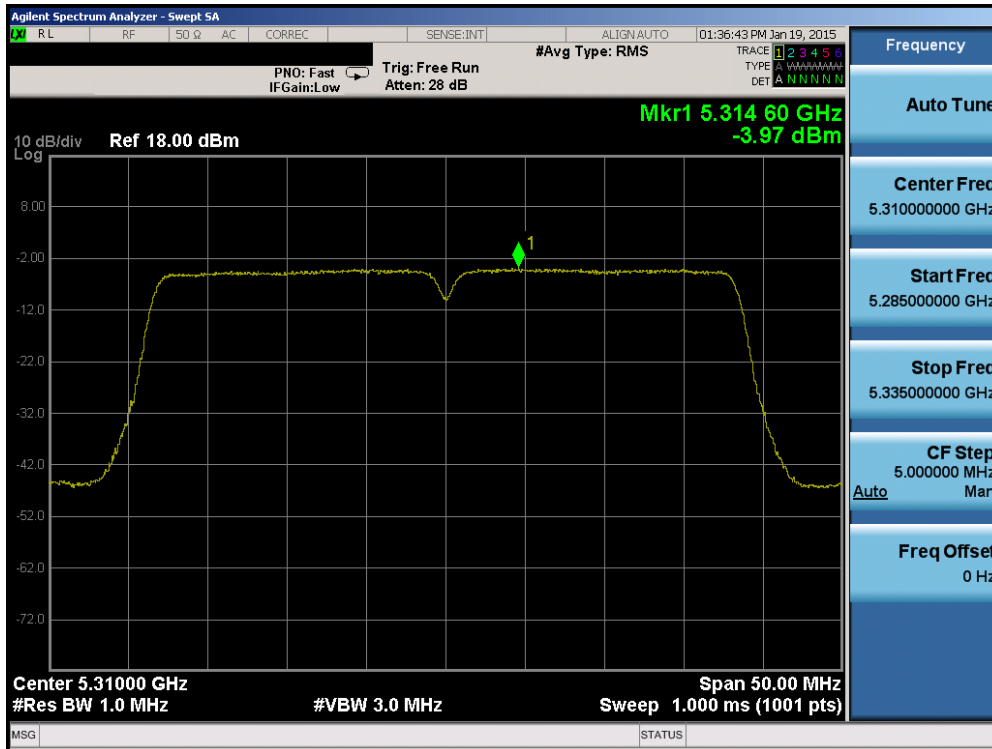 Agilent Spectrum Analyzer - Swept SA
LXI RL RF 50 Ω AC CORREC SENSE:INT ALIGN AUTO 01:36:43 PM Jan 19, 2015
#Avg Type: RMS TRACE 1 2 3 4 5 6
PNO: Fast Trig: Free Run TYPE A WWWWW
IFGain:Low Atten: 28 dB DET A N N N N N
Mkr1 5.314 60 GHz
-3.97 dBm
10 dB/div Ref 18.00 dBm
Log
8.00
1
-2.00
-12.0
-22.0
-32.0
-42.0
-52.0
-62.0
-72.0
Center 5.31000 GHz Span 50.00 MHz
#Res BW 1.0 MHz #VBW 3.0 MHz Sweep 1.000 ms (1001 pts)
MSG STATUS
Frequency
Auto Tune
Center Freq
5.310000000 GHz
Start Freq
5.285000000 GHz
Stop Freq
5.335000000 GHz
CF Step
5.000000 MHz
Auto Man
Freq Offset
0 Hz